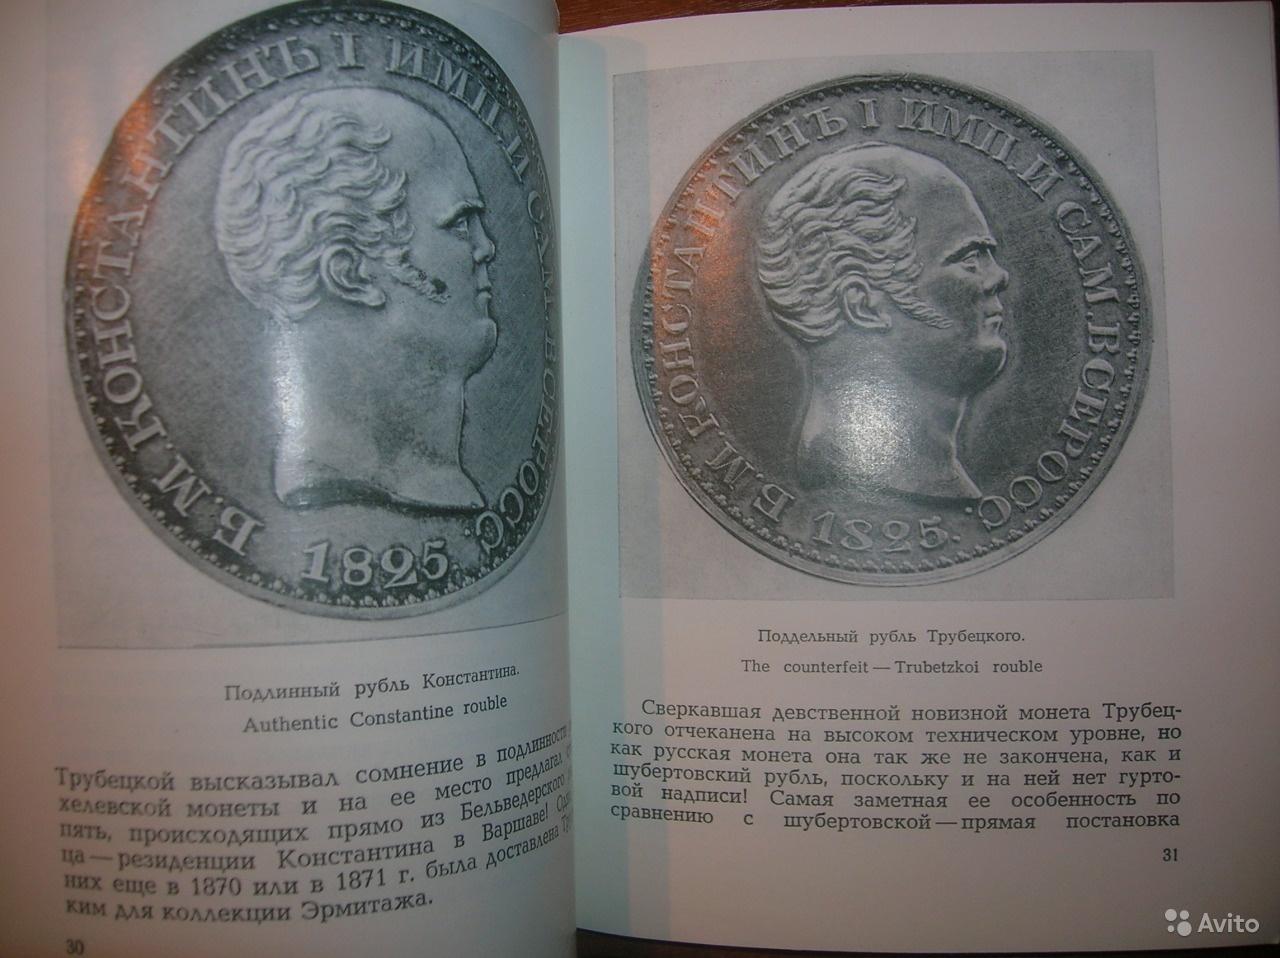 Б.М.КОНСТАНТИНЪ I ИМП.И САМ.ВСЕРОСС.
1825
Подлинный рубль Константина.
Authentic Constantine rouble
Трубецкой высказывал сомнение в подлинности
хелевской монеты и на ее место предлагал
пять, происходящих прямо из Бельведерского
ца—резиденции Константина в Варшаве!
них еще в 1870 или в 1871 г. была доставлена
ким для коллекции Эрмитажа.
30
Б.М.КОНСТАНТИНЪ I ИМП.И САМ.ВСЕРОСС.
1825.
Поддельный рубль Трубецкого.
The counterfeit — Trubetzkoi rouble
Сверкавшая девственной новизной монета Трубец-
кого отчеканена на высоком техническом уровне, но
как русская монета она так же не закончена, как и
шубертовский рубль, поскольку и на ней нет гурто-
вой надписи! Самая заметная ее особенность по
сравнению с шубертовской—прямая постановка
31
Avito